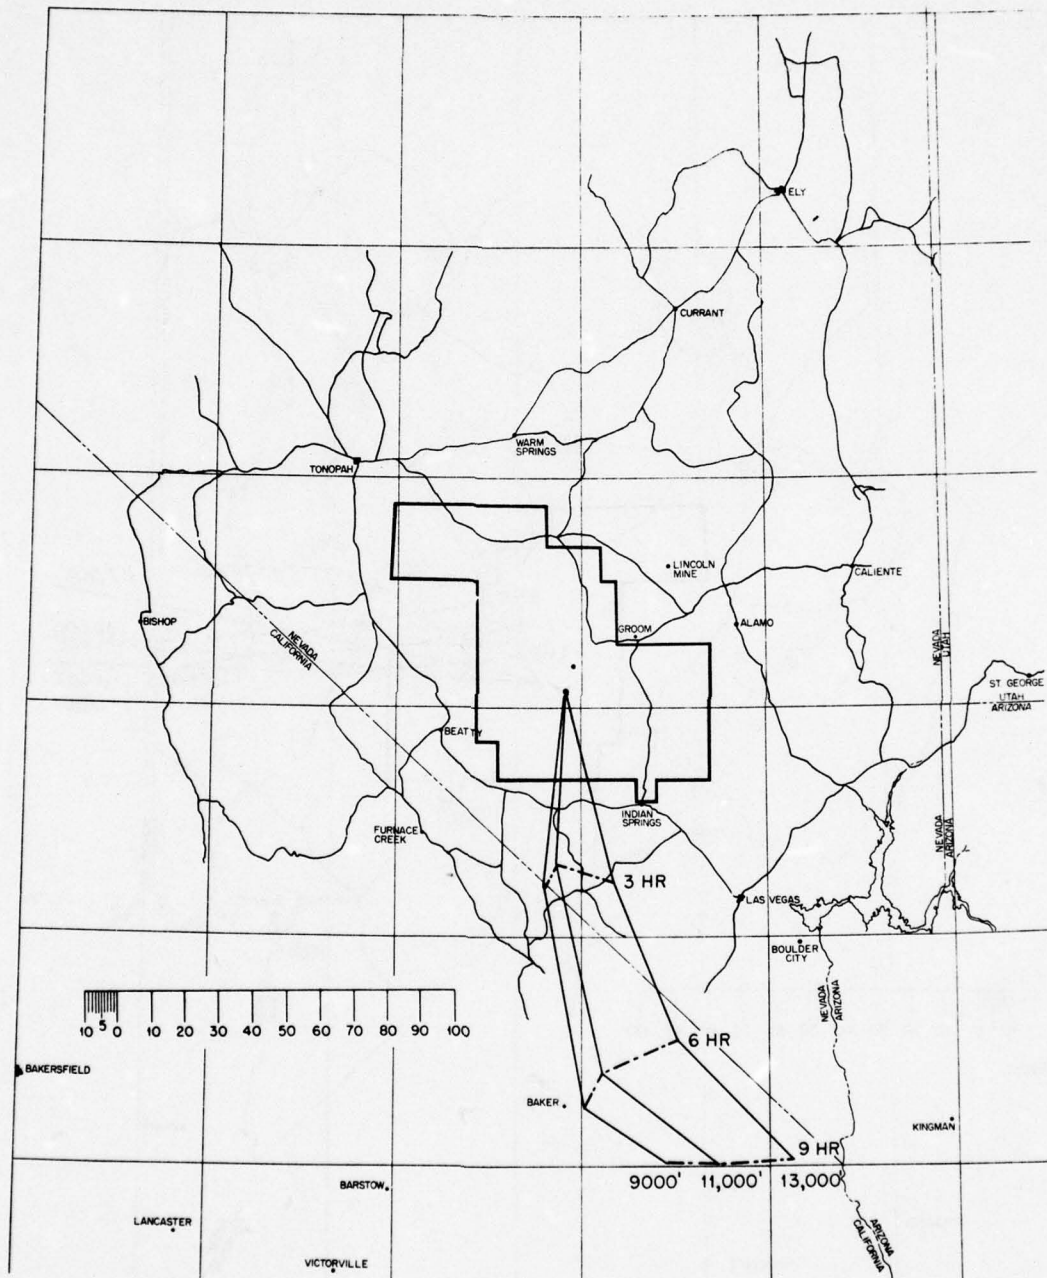 ELY
CURRANT
WARM
SPRINGS
TONOPAH
LINCOLN
MINE
CALIENTE
BISHOP
NEVADA
CALIFORNIA
GROOM
ALAMO
NEVADA
UTAH
ST. GEORGE
UTAH
ARIZONA
BEATTY
INDIAN
SPRINGS
FURNACE
CREEK
NEVADA
ARIZONA
3 HR
LAS VEGAS
BOULDER
CITY
NEVADA
ARIZONA
10 5 0 10 20 30 40 50 60 70 80 90 100
6 HR
BAKERSFIELD
BAKER
KINGMAN
9 HR
9000' 11,000' 13,000'
BARSTOW
LANCASTER
ARIZONA
CALIFORNIA
VICTORVILLE